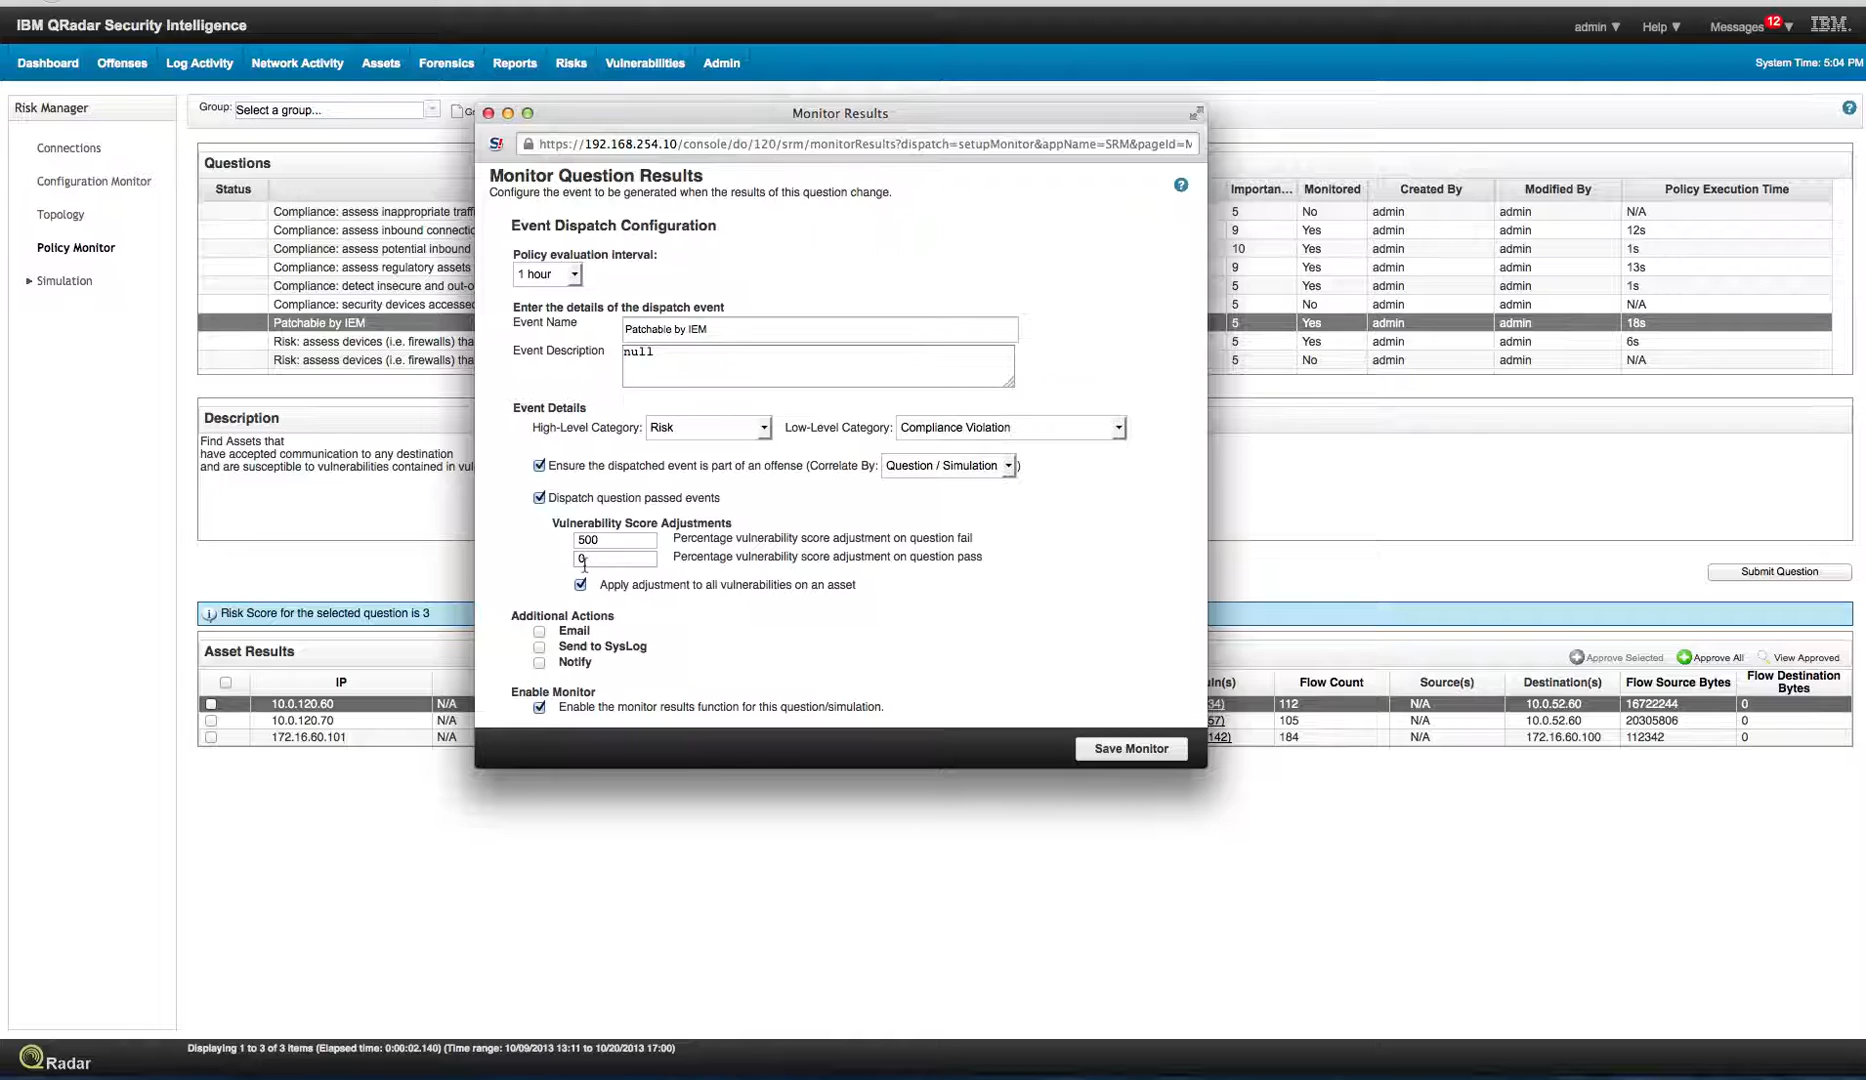 IBM QRadar Security Intelligence
admin ▼ Help ▼ Messages 12 ▼ IBM.
Dashboard Offenses Log Activity Network Activity Assets Forensics Reports Risks Vulnerabilities Admin System Time: 5:04 PM
Risk Manager
Connections
Configuration Monitor
Topology
Policy Monitor
Simulation
Group: Select a group...
Questions
Status Importan... Monitored Created By Modified By Policy Execution Time
Compliance: assess inappropriate traff 5 No admin admin N/A
Compliance: assess inbound connectio 9 Yes admin admin 12s
Compliance: assess potential inbound 10 Yes admin admin 1s
Compliance: assess regulatory assets 9 Yes admin admin 13s
Compliance: detect insecure and out-o 5 Yes admin admin 1s
Compliance: security devices accessed 5 No admin admin N/A
Patchable by IEM 5 Yes admin admin 18s
Risk: assess devices (i.e. firewalls) tha 5 Yes admin admin 6s
Risk: assess devices (i.e. firewalls) tha 5 No admin admin N/A
Description
Find Assets that
have accepted communication to any destination
and are susceptible to vulnerabilities contained in vul
Submit Question
Risk Score for the selected question is 3
Asset Results
Approve Selected Approve All View Approved
IP uln(s) Flow Count Source(s) Destination(s) Flow Source Bytes Flow Destination Bytes
10.0.120.60 N/A 34) 112 N/A 10.0.52.60 16722244 0
10.0.120.70 N/A 57) 105 N/A 10.0.52.60 20305806 0
172.16.60.101 N/A 142) 184 N/A 172.16.60.100 112342 0
Monitor Results
https://192.168.254.10/console/do/120/srm/monitorResults?dispatch=setupMonitor&appName=SRM&pageId=M
Monitor Question Results
Configure the event to be generated when the results of this question change.
Event Dispatch Configuration
Policy evaluation interval:
1 hour
Enter the details of the dispatch event
Event Name Patchable by IEM
Event Description null
Event Details
High-Level Category: Risk Low-Level Category: Compliance Violation
Ensure the dispatched event is part of an offense (Correlate By: Question / Simulation )
Dispatch question passed events
Vulnerability Score Adjustments
500 Percentage vulnerability score adjustment on question fail
0 Percentage vulnerability score adjustment on question pass
Apply adjustment to all vulnerabilities on an asset
Additional Actions
Email
Send to SysLog
Notify
Enable Monitor
Enable the monitor results function for this question/simulation.
Save Monitor
QRadar
Displaying 1 to 3 of 3 items (Elapsed time: 0:00:02.140) (Time range: 10/09/2013 13:11 to 10/20/2013 17:00)